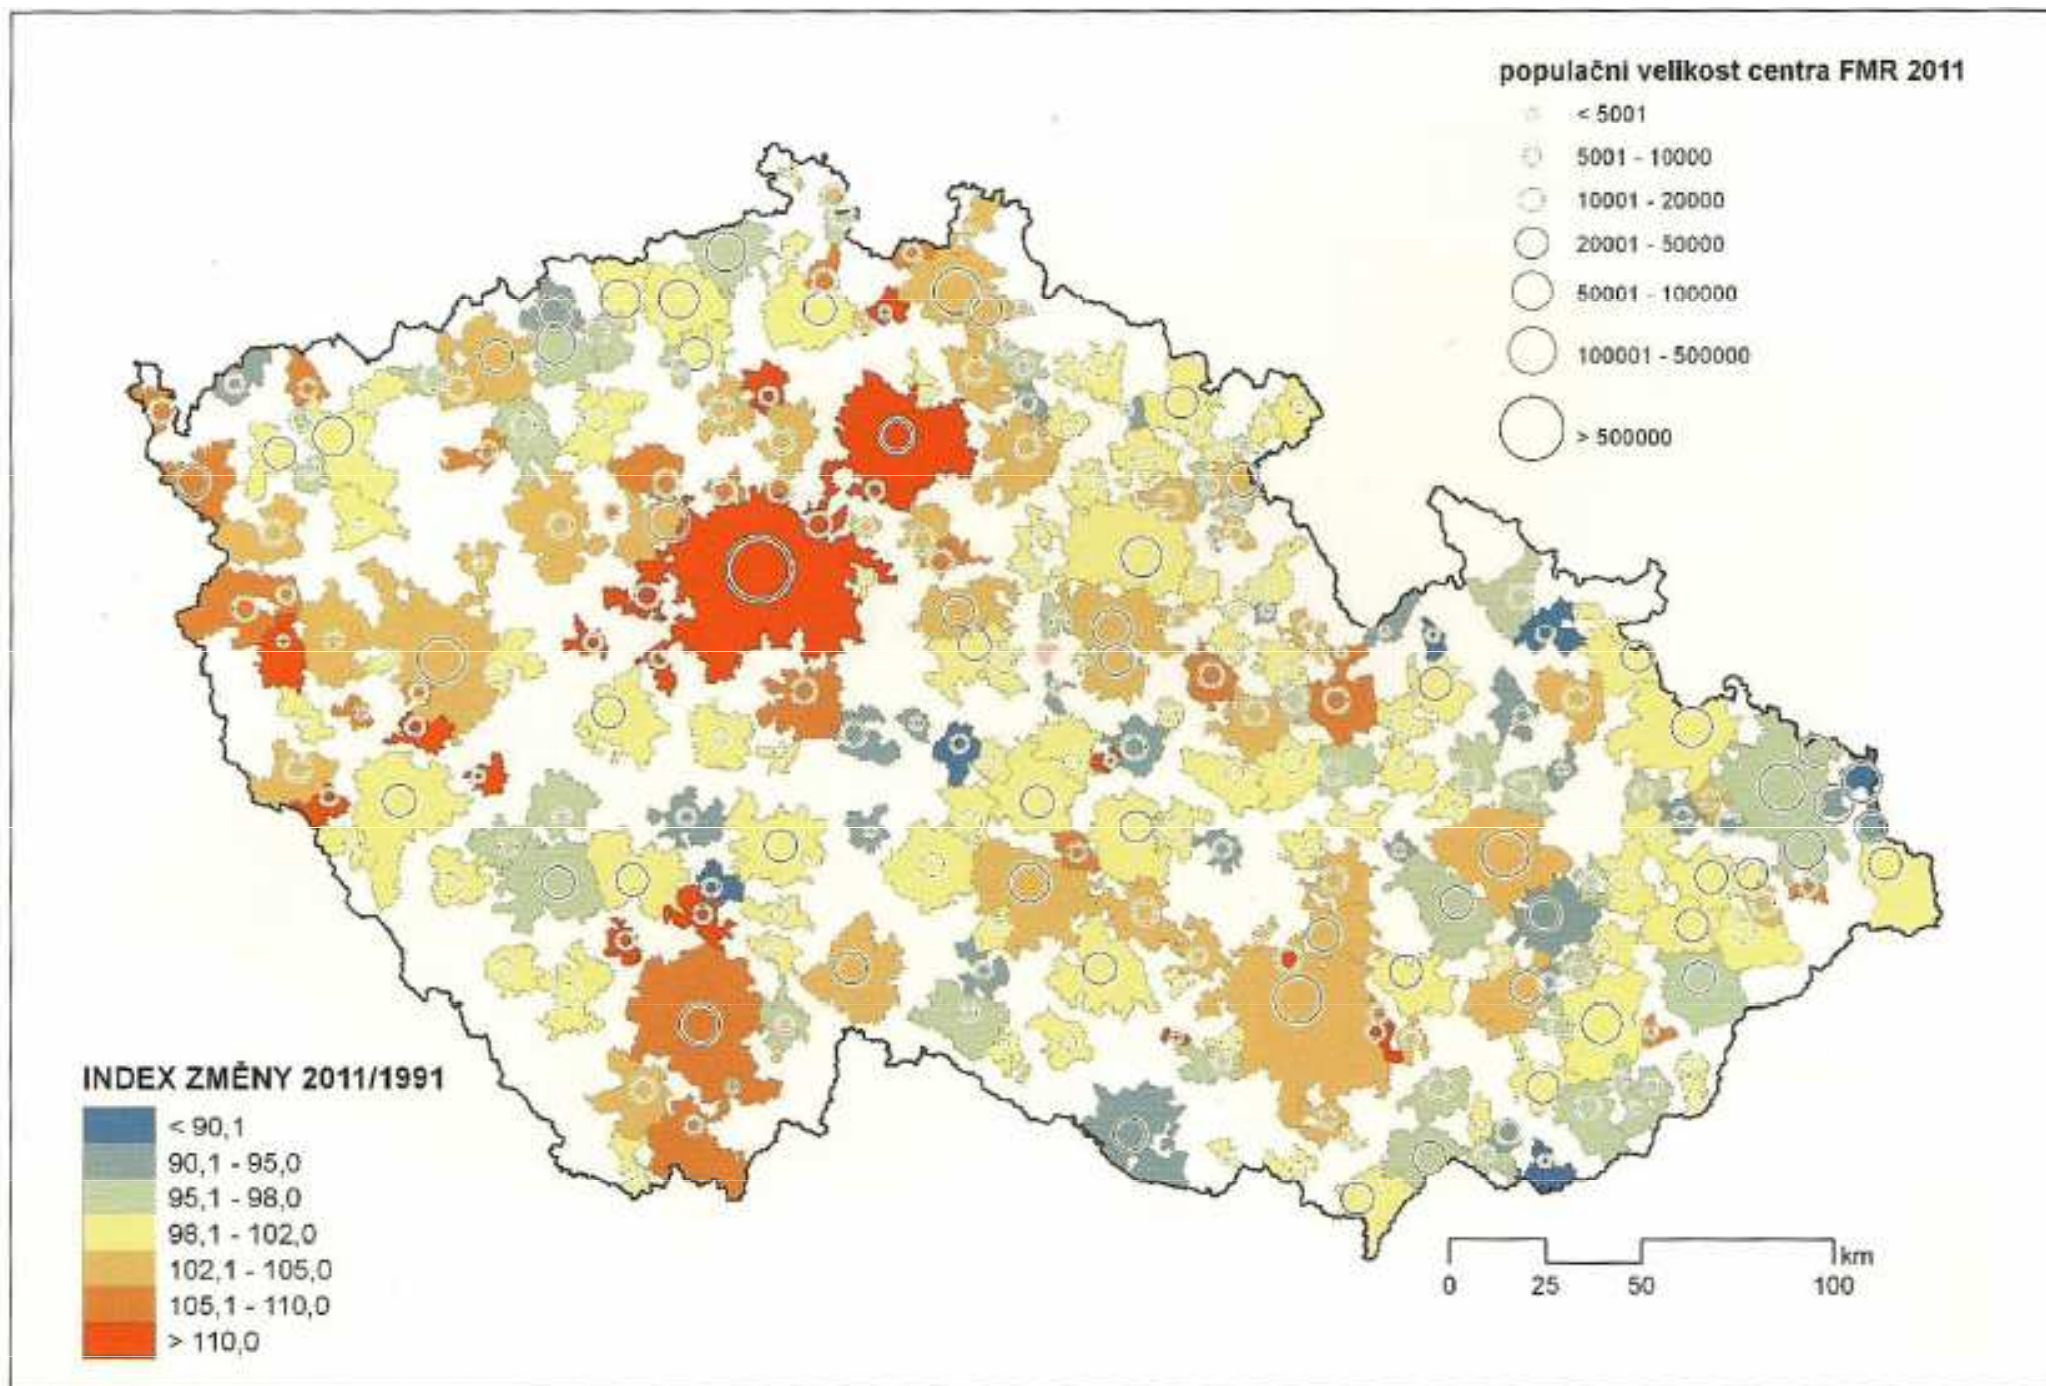 populační velikost centra FMR 2011
< 5001
5001 - 10000
10001 - 20000
20001 - 50000
50001 - 100000
100001 - 500000
> 500000
INDEX ZMĚNY 2011/1991
< 90,1
90,1 - 95,0
95,1 - 98,0
98,1 - 102,0
102,1 - 105,0
105,1 - 110,0
> 110,0
km
0 25 50 100